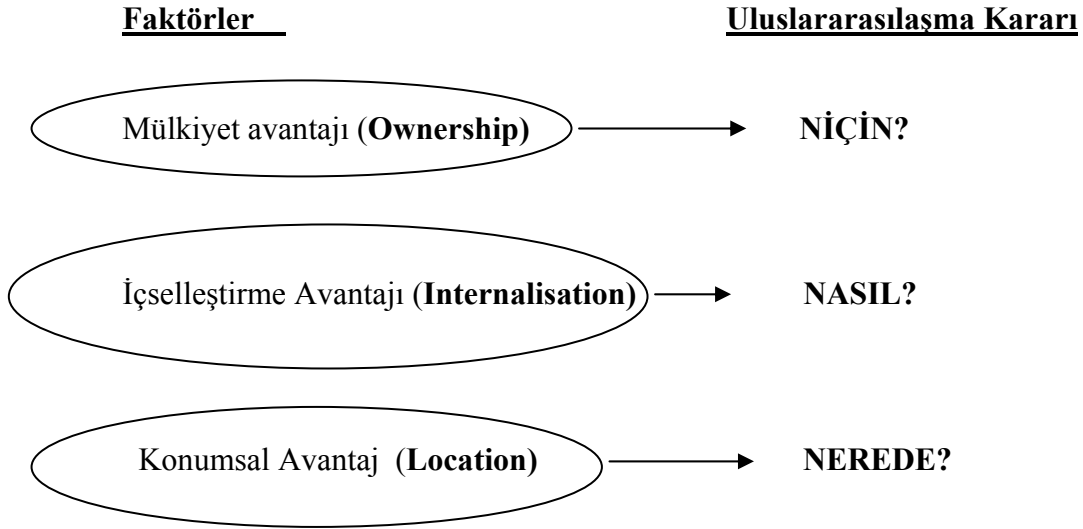 Faktörler Uluslararasılaşma Kararı
Mülkiyet avantajı (Ownership) NİÇİN?
İçselleştirme Avantajı (Internalisation) NASIL?
Konumsal Avantaj (Location) NEREDE?